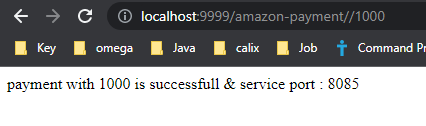 localhost:9999/amazon-payment//1000
Key omega Java calix Job Command Pr
payment with 1000 is successfull & service port : 8085